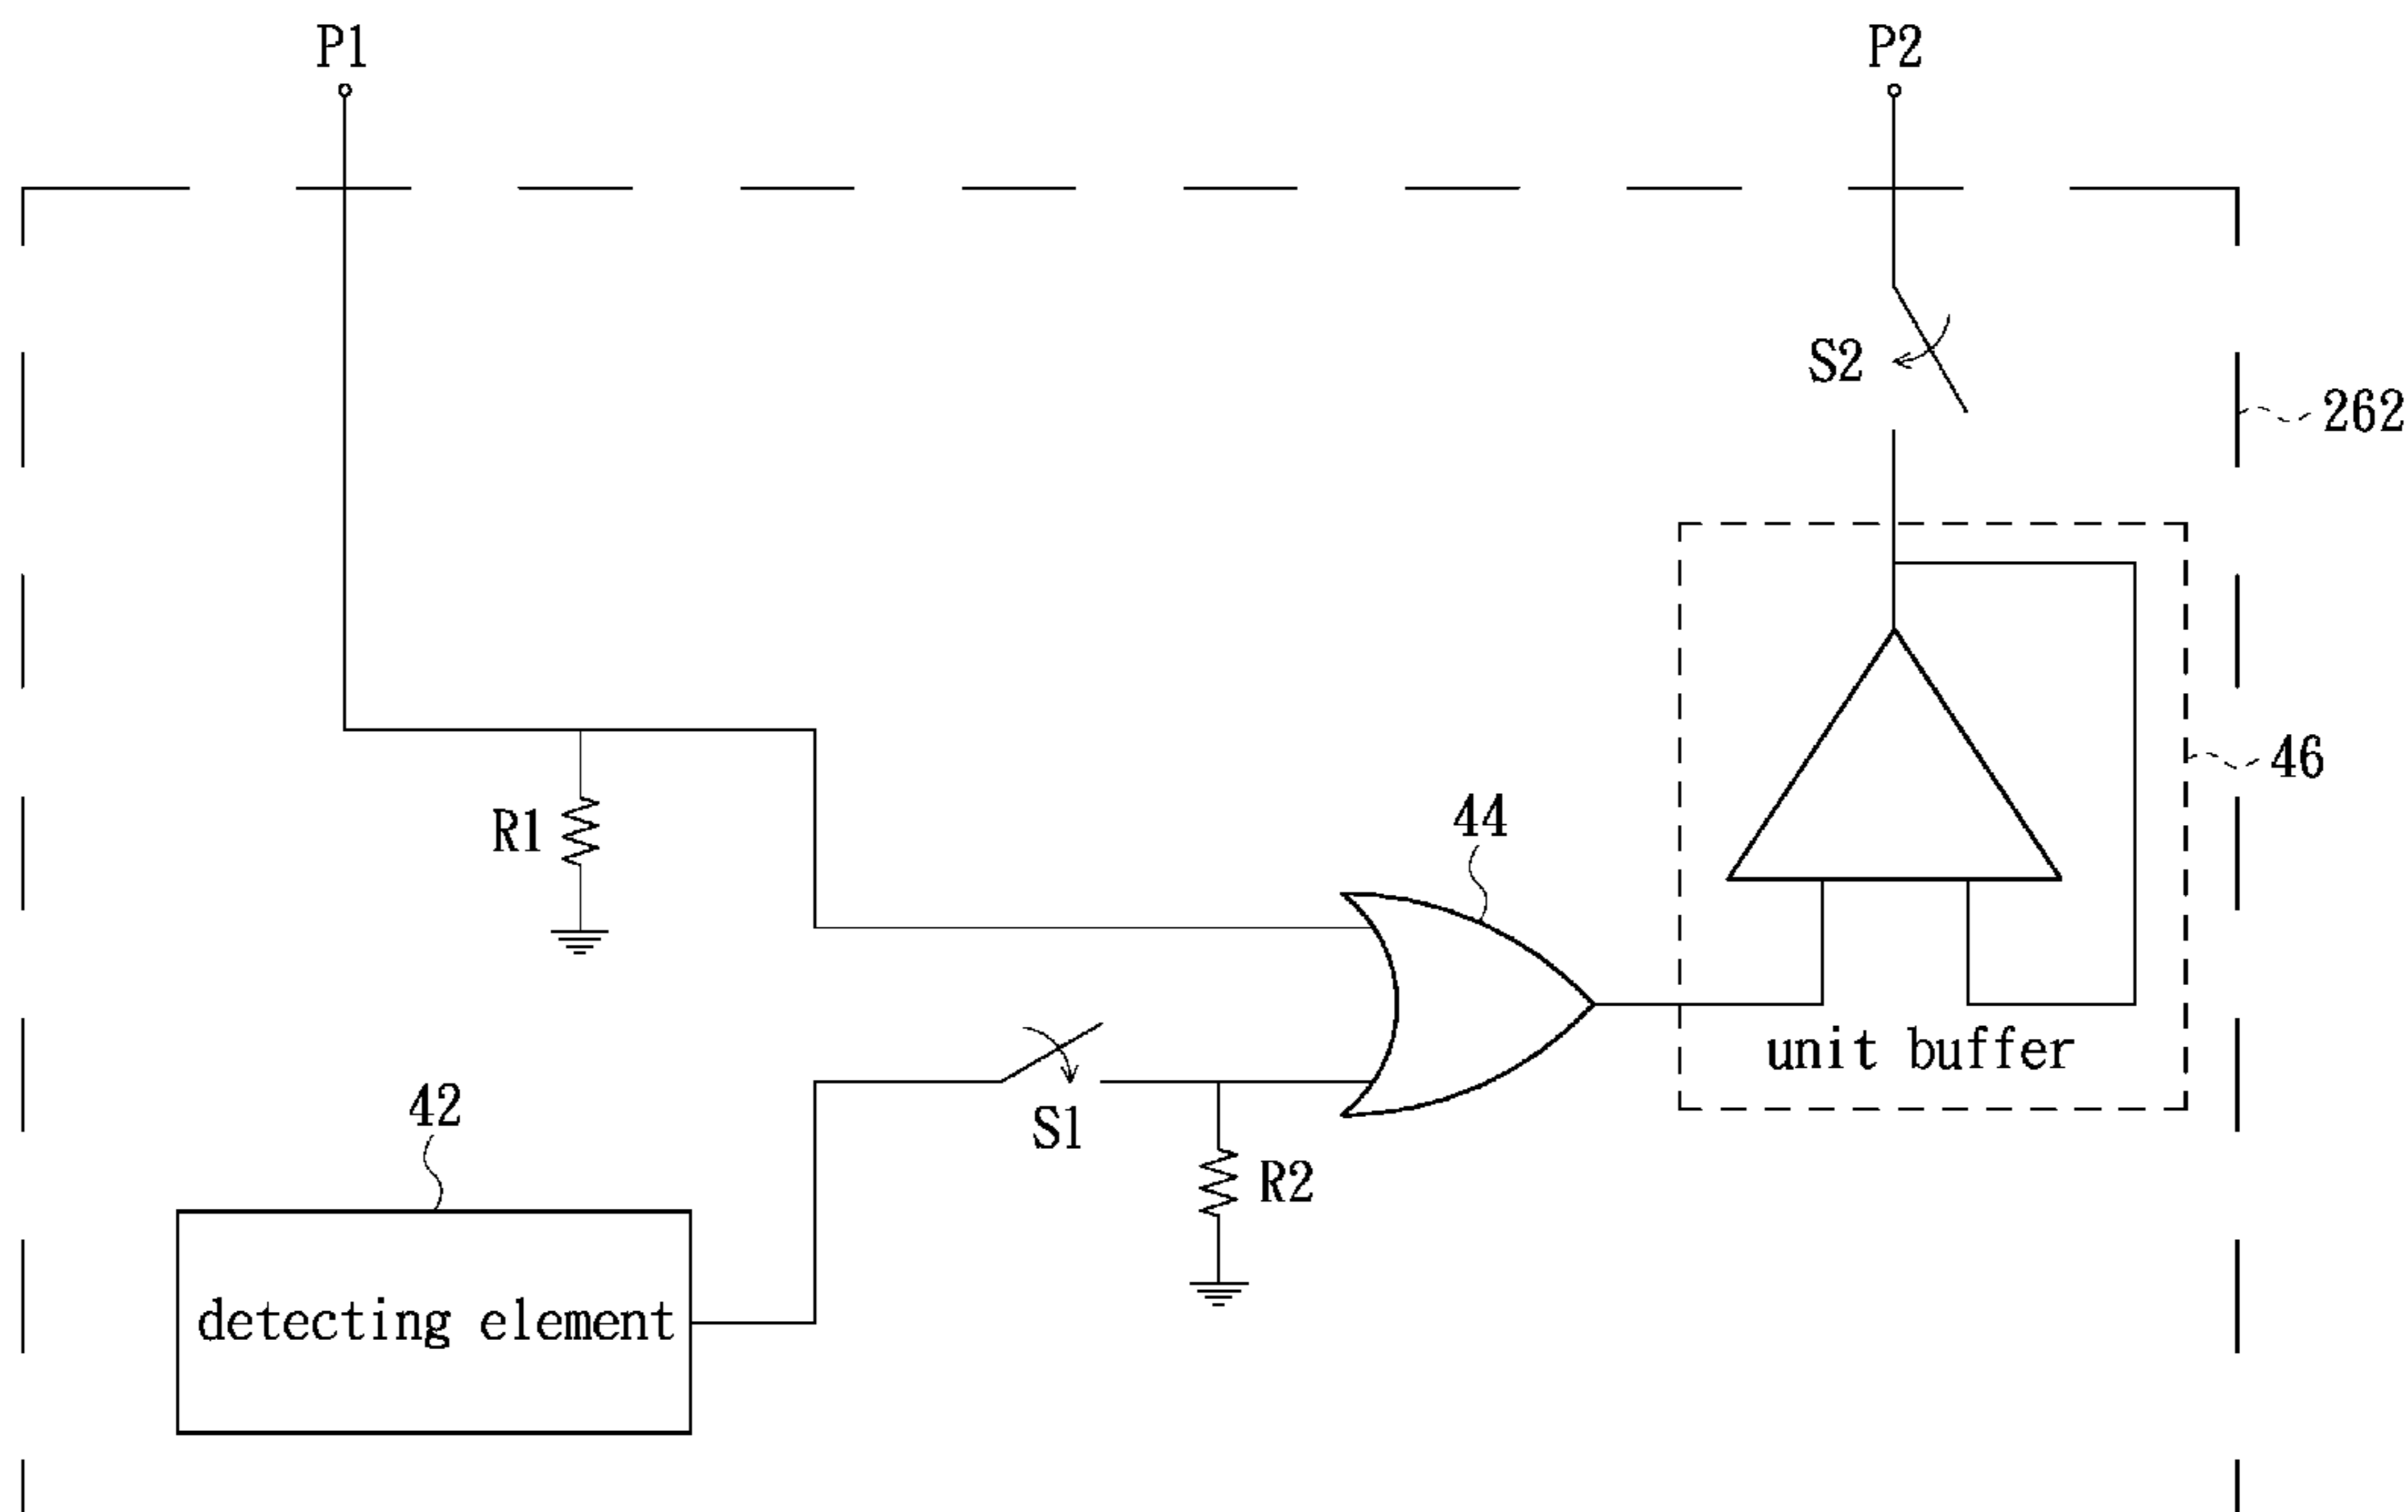 P1
P2
S2
262
46
R1
44
unit buffer
S1
42
R2
detecting element